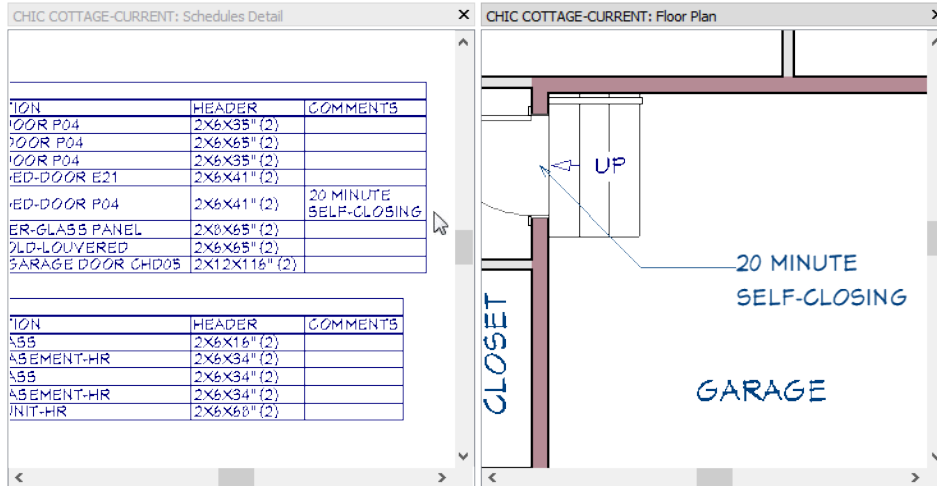 CHIC COTTAGE-CURRENT: Schedules Detail
TION HEADER COMMENTS
DOOR P04 2X6X35" (2)
DOOR P04 2X6X65" (2)
DOOR P04 2X6X35" (2)
ED-DOOR E21 2X6X41" (2)
ED-DOOR P04 2X6X41" (2) 20 MINUTE
SELF-CLOSING
ER-GLASS PANEL 2X8X65" (2)
OLD-LOUVERED 2X6X65" (2)
GARAGE DOOR CHD05 2X12X116" (2)
TION HEADER COMMENTS
ASS 2X6X16" (2)
ASEMENT-HR 2X6X34" (2)
ASS 2X6X34" (2)
ASEMENT-HR 2X6X34" (2)
UNIT-HR 2X6X68" (2)
CHIC COTTAGE-CURRENT: Floor Plan
UP
20 MINUTE
SELF-CLOSING
CLOSET
GARAGE